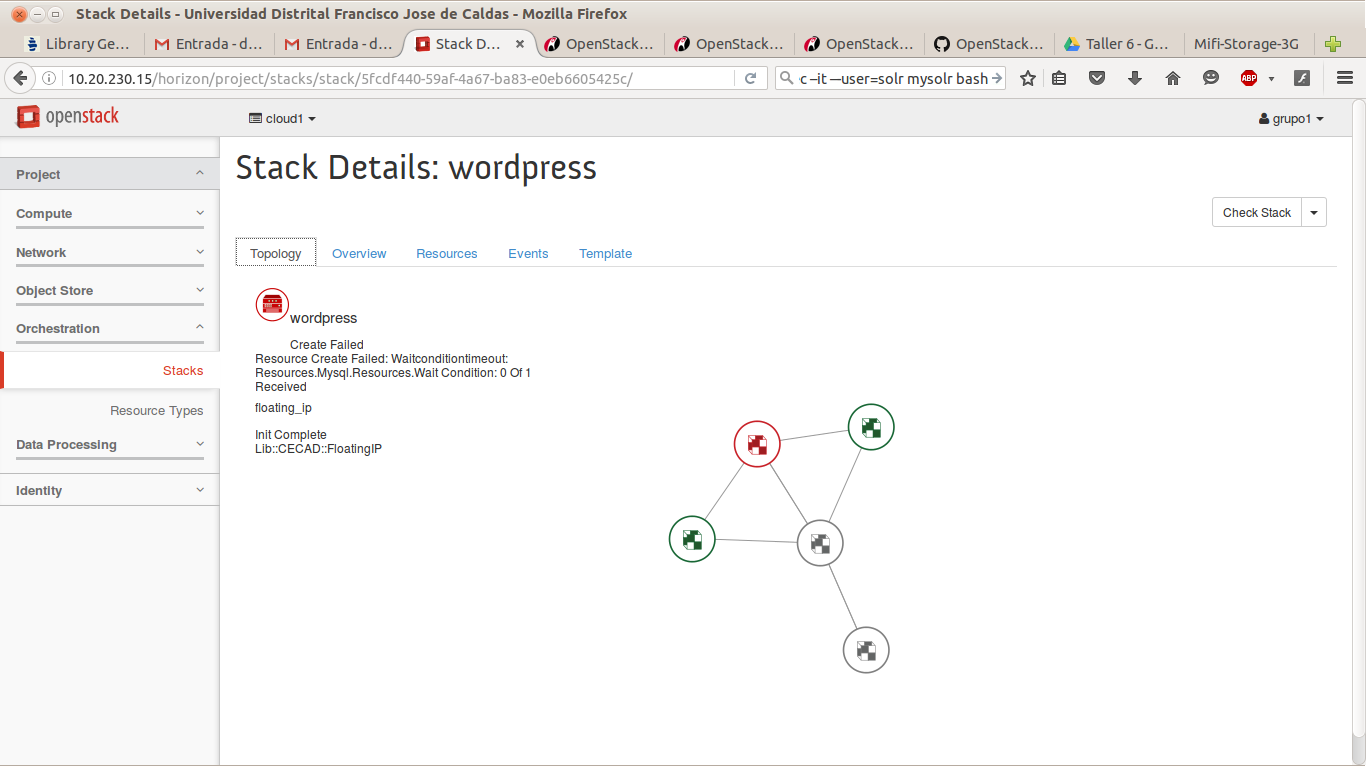 Stack Details - Universidad Distrital Francisco Jose de Caldas - Mozilla Firefox
Library Ge...
Entrada - d...
Entrada - d...
Stack D...
OpenStack...
OpenStack...
OpenStack...
OpenStack...
Taller 6 - G...
Mifi-Storage-3G
10.20.230.15/horizon/project/stacks/stack/5fcdf440-59af-4a67-ba83-e0eb6605425c/
c –it —user=solr mysolr bash
ABP
openstack
cloud1
grupo1
Project
Compute
Network
Object Store
Orchestration
Stacks
Resource Types
Data Processing
Identity
Stack Details: wordpress
Check Stack
Topology
Overview
Resources
Events
Template
wordpress
Create Failed
Resource Create Failed: Waitconditiontimeout:
Resources.Mysql.Resources.Wait Condition: 0 Of 1
Received
floating_ip
Init Complete
Lib::CECAD::FloatingIP